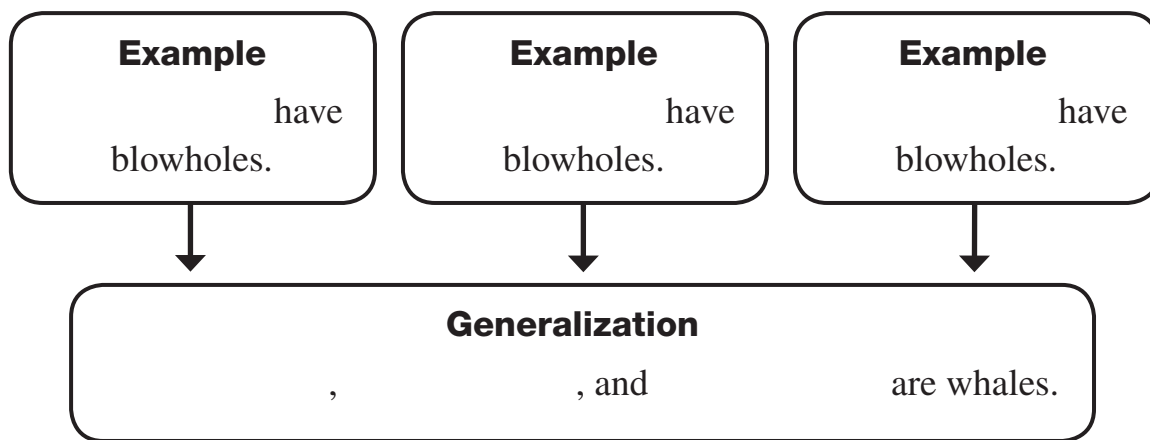 Example
have
blowholes.
Example
have
blowholes.
Example
have
blowholes.
Generalization
, , and are whales.